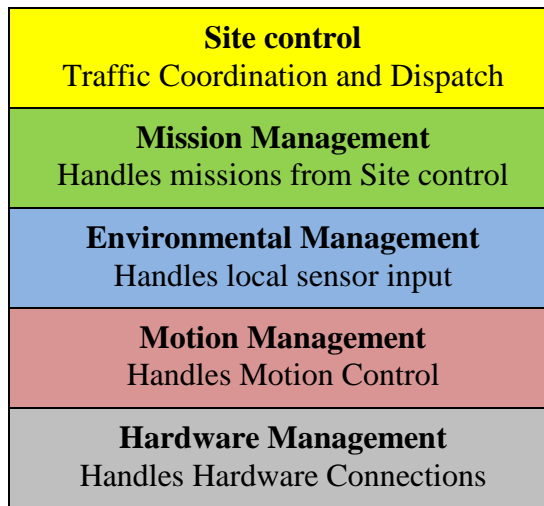 Site control
Traffic Coordination and Dispatch
Mission Management
Handles missions from Site control
Environmental Management
Handles local sensor input
Motion Management
Handles Motion Control
Hardware Management
Handles Hardware Connections